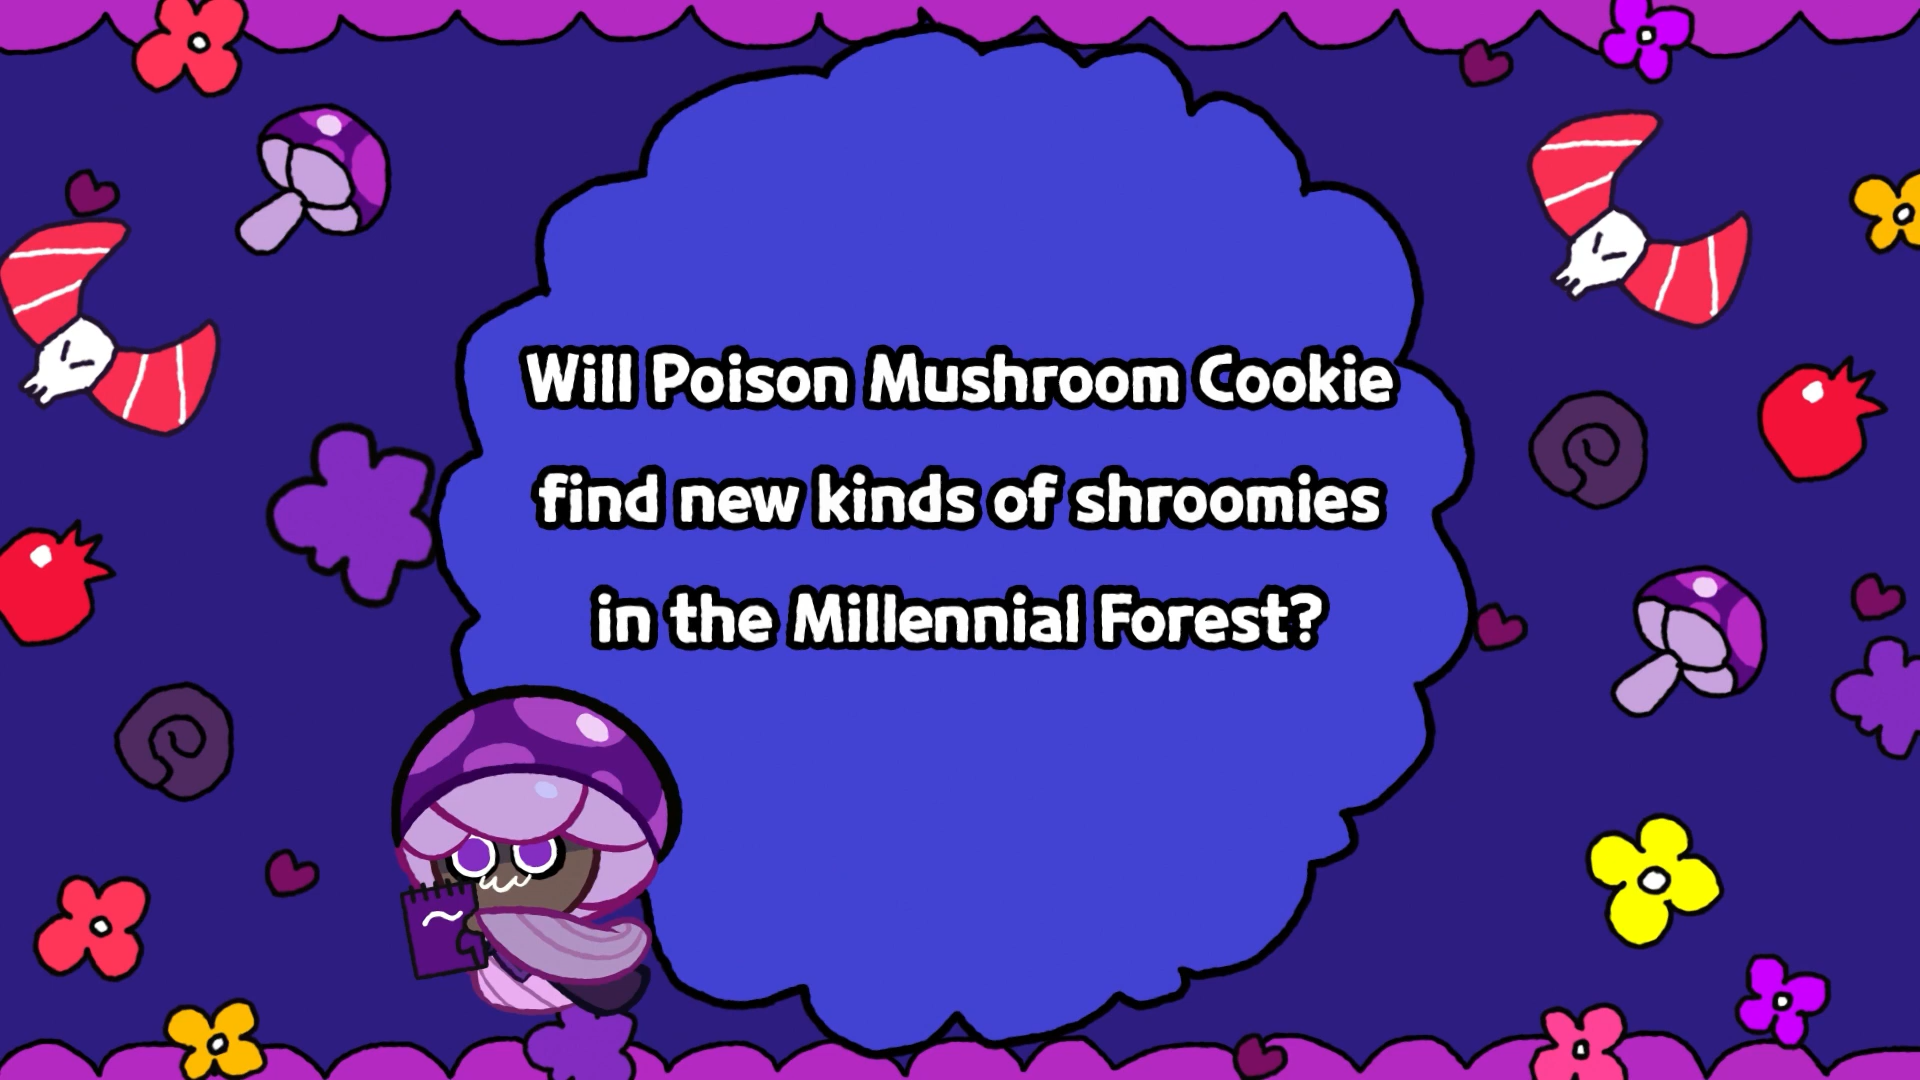 Will Poison Mushroom Cookie
find new kinds of shroomies
in the Millennial Forest?